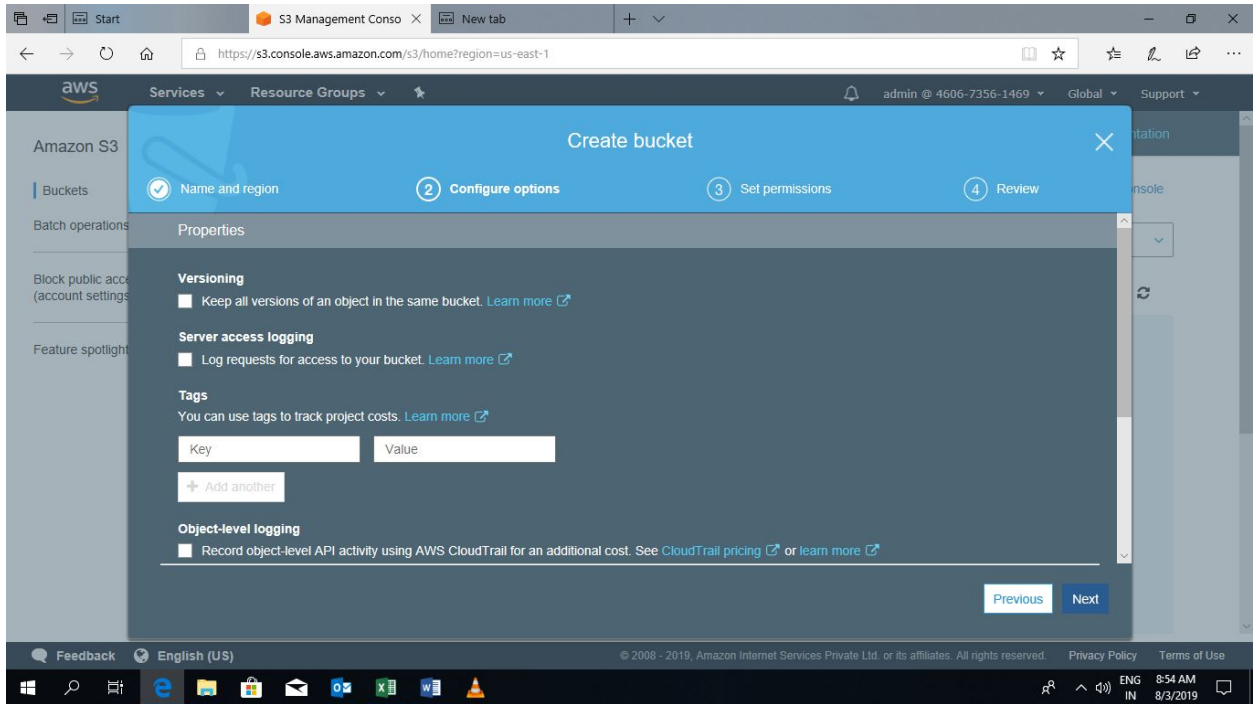 Start
S3 Management Conso
New tab
https://s3.console.aws.amazon.com/s3/home?region=us-east-1
aws
Services
Resource Groups
admin @ 4606-7356-1469
Global
Support
Amazon S3
Buckets
Batch operations
Block public acce
(account settings
Feature spotlight
ntation
nsole
Create bucket
Name and region
2 Configure options
3 Set permissions
4 Review
Properties
Versioning
Keep all versions of an object in the same bucket. Learn more
Server access logging
Log requests for access to your bucket. Learn more
Tags
You can use tags to track project costs. Learn more
Key
Value
+ Add another
Object-level logging
Record object-level API activity using AWS CloudTrail for an additional cost. See CloudTrail pricing or learn more
Previous
Next
Feedback
English (US)
© 2008 - 2019, Amazon Internet Services Private Ltd. or its affiliates. All rights reserved.
Privacy Policy
Terms of Use
ENG
IN
8:54 AM
8/3/2019